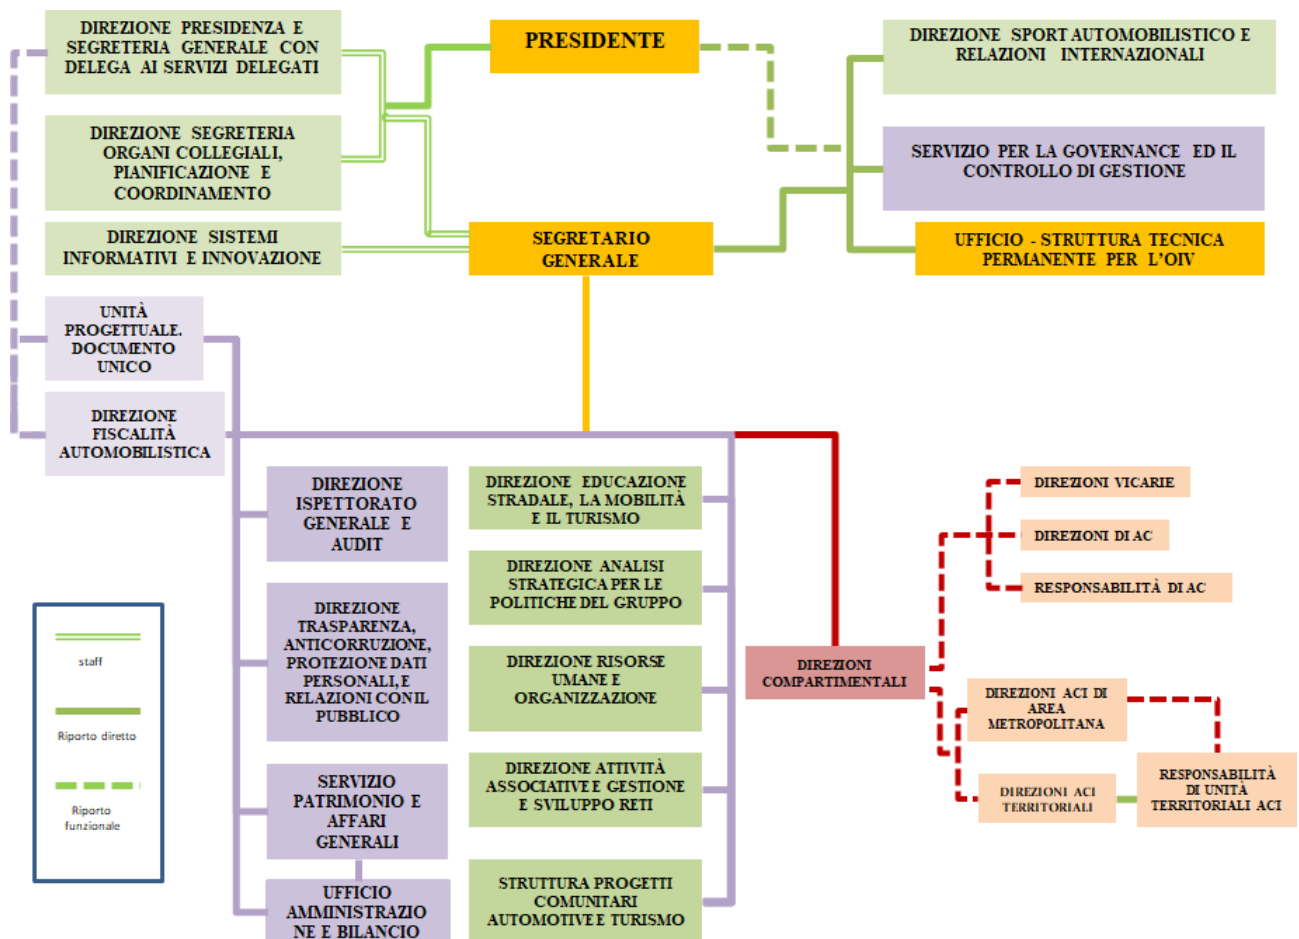 DIREZIONE PRESIDENZA E
SEGRETERIA GENERALE CON
DELEGA AI SERVIZI DELEGATI
PRESIDENTE
DIREZIONE SPORT AUTOMOBILISTICO E
RELAZIONI INTERNAZIONALI
DIREZIONE SEGRETERIA
ORGANI COLLEGIALI,
PIANIFICAZIONE E
COORDINAMENTO
SERVIZIO PER LA GOVERNANCE ED IL
CONTROLLO DI GESTIONE
DIREZIONE SISTEMI
INFORMATIVI E INNOVAZIONE
SEGRETARIO
GENERALE
UFFICIO - STRUTTURA TECNICA
PERMANENTE PER L'OIV
UNITÀ
PROGETTUALE.
DOCUMENTO
UNICO
DIREZIONE
FISCALITÀ
AUTOMOBILISTICA
DIREZIONE
ISPETTORATO
GENERALE E
AUDIT
DIREZIONE
TRASPARENZA,
ANTICORRUZIONE,
PROTEZIONE DATI
PERSONALI, E
RELAZIONI CON IL
PUBBLICO
SERVIZIO
PATRIMONIO E
AFFARI
GENERALI
UFFICIO
AMMINISTRAZIO
NE E BILANCIO
DIREZIONE EDUCAZIONE
STRADALE, LA MOBILITÀ
E IL TURISMO
DIREZIONE ANALISI
STRATEGICA PER LE
POLITICHE DEL GRUPPO
DIREZIONE RISORSE
UMANE E
ORGANIZZAZIONE
DIREZIONE ATTIVITÀ
ASSOCIATIVE E GESTIONE
E SVILUPPO RETI
STRUTTURA PROGETTI
COMUNITARI
AUTOMOTIVE E TURISMO
DIREZIONI
COMPARTIMENTALI
DIREZIONI VICARIE
DIREZIONI DI AC
RESPONSABILITÀ DI AC
DIREZIONI ACI DI
AREA
METROPOLITANA
DIREZIONI ACI
TERRITORIALI
RESPONSABILITÀ
DI UNITÀ
TERRITORIALI ACI
staff
Riporto diretto
Riporto
funzionale